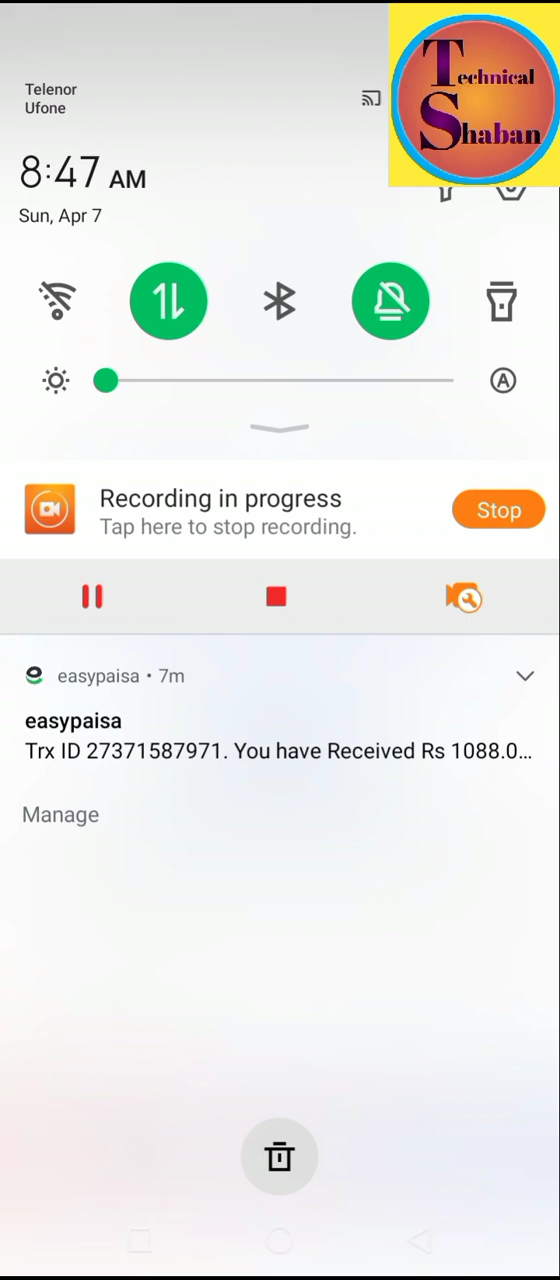 Telenor
Ufone
Technical
Shaban
8:47 AM
Sun, Apr 7
A
Recording in progress
Tap here to stop recording.
Stop
easypaisa • 7m
easypaisa
Trx ID 27371587971. You have Received Rs 1088.0...
Manage